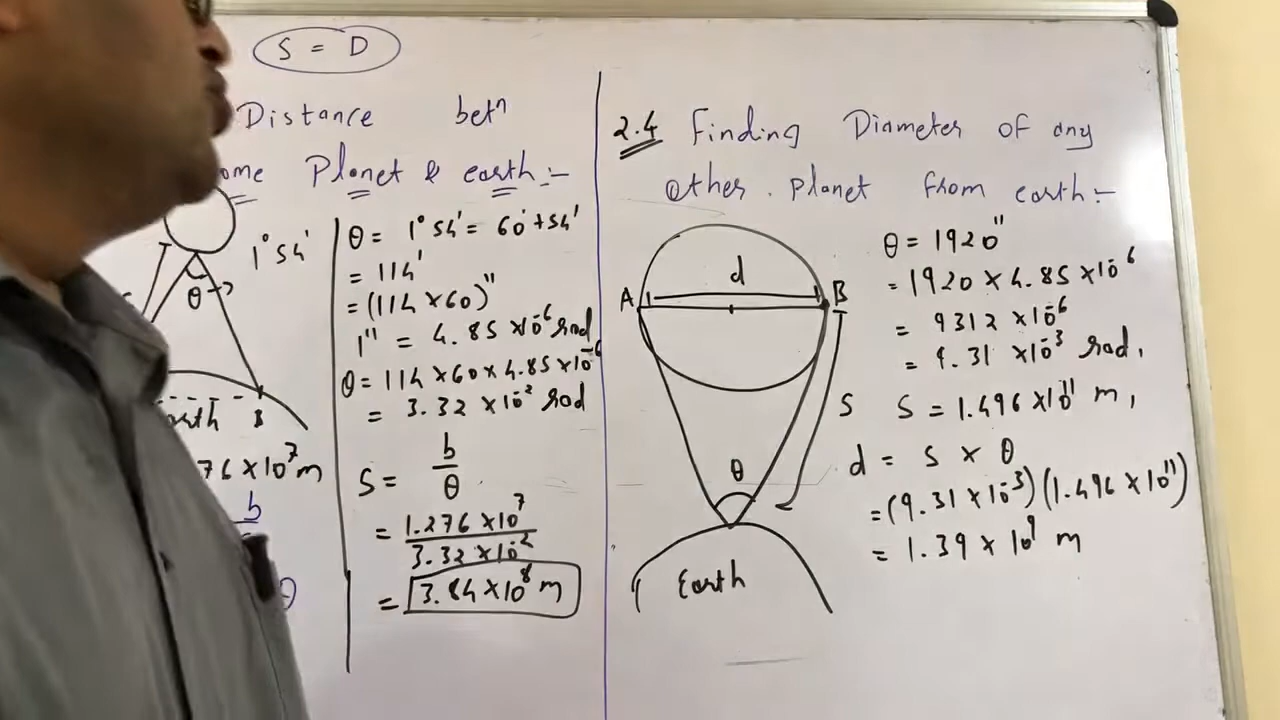 S = D
Distance betⁿ
ome Planet & earth :-
1° 54'
θ
θ = 1° 54' = 60' + 54'
= 114'
= (114 × 60)"
1" = 4.85 × 10⁻⁶ rad
θ = 114 × 60 × 4.85 × 10⁻⁶
= 3.32 × 10⁻² rad
earth B
76 × 10⁷ m
b
θ
S = b / θ
= 1.276 × 10⁷ / 3.32 × 10⁻²
= 3.84 × 10⁸ m
2.4 Finding Diameter of any
other planet from earth :-
A d B
θ
S
Earth
θ = 1920"
= 1920 × 4.85 × 10⁻⁶
= 9312 × 10⁻⁶
= 9.31 × 10⁻³ rad,
S = 1.496 × 10¹¹ m,
d = S × θ
= (9.31 × 10⁻³) (1.496 × 10¹¹)
= 1.39 × 10⁹ m